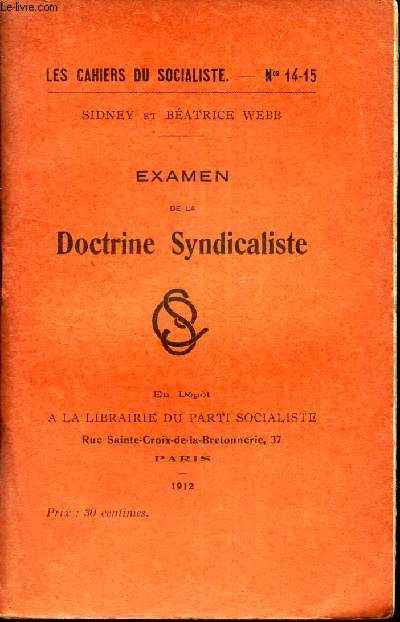 LE-LIVRE.COM
LES CAHIERS DU SOCIALISTE. — Nos 14-15
SIDNEY ET BÉATRICE WEBB
EXAMEN
DE LA
Doctrine Syndicaliste
En Dépôt
A LA LIBRAIRIE DU PARTI SOCIALISTE
Rue Sainte-Croix-de-la-Bretonnerie, 37
PARIS
1912
Prix : 30 centimes.